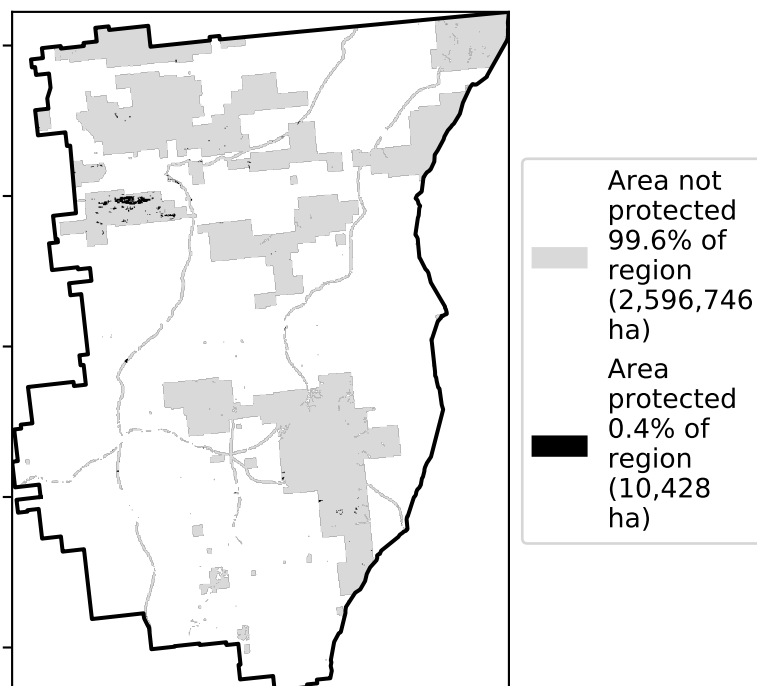 Area not
protected
99.6% of
region
(2,596,746
ha)
Area
protected
0.4% of
region
(10,428
ha)